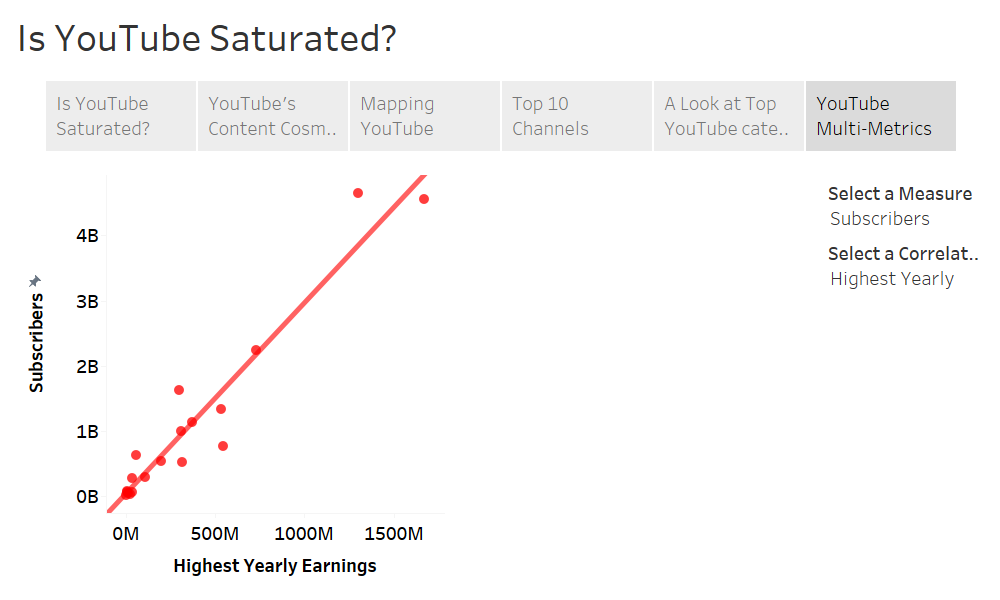 Is YouTube Saturated?
Is YouTube
Saturated?
YouTube's
Content Cosm..
Mapping
YouTube
Top 10
Channels
A Look at Top
YouTube cate..
YouTube
Multi-Metrics
Select a Measure
Subscribers
Select a Correlat..
Highest Yearly
Subscribers
4B
3B
2B
1B
0B
0M
500M
1000M
1500M
Highest Yearly Earnings